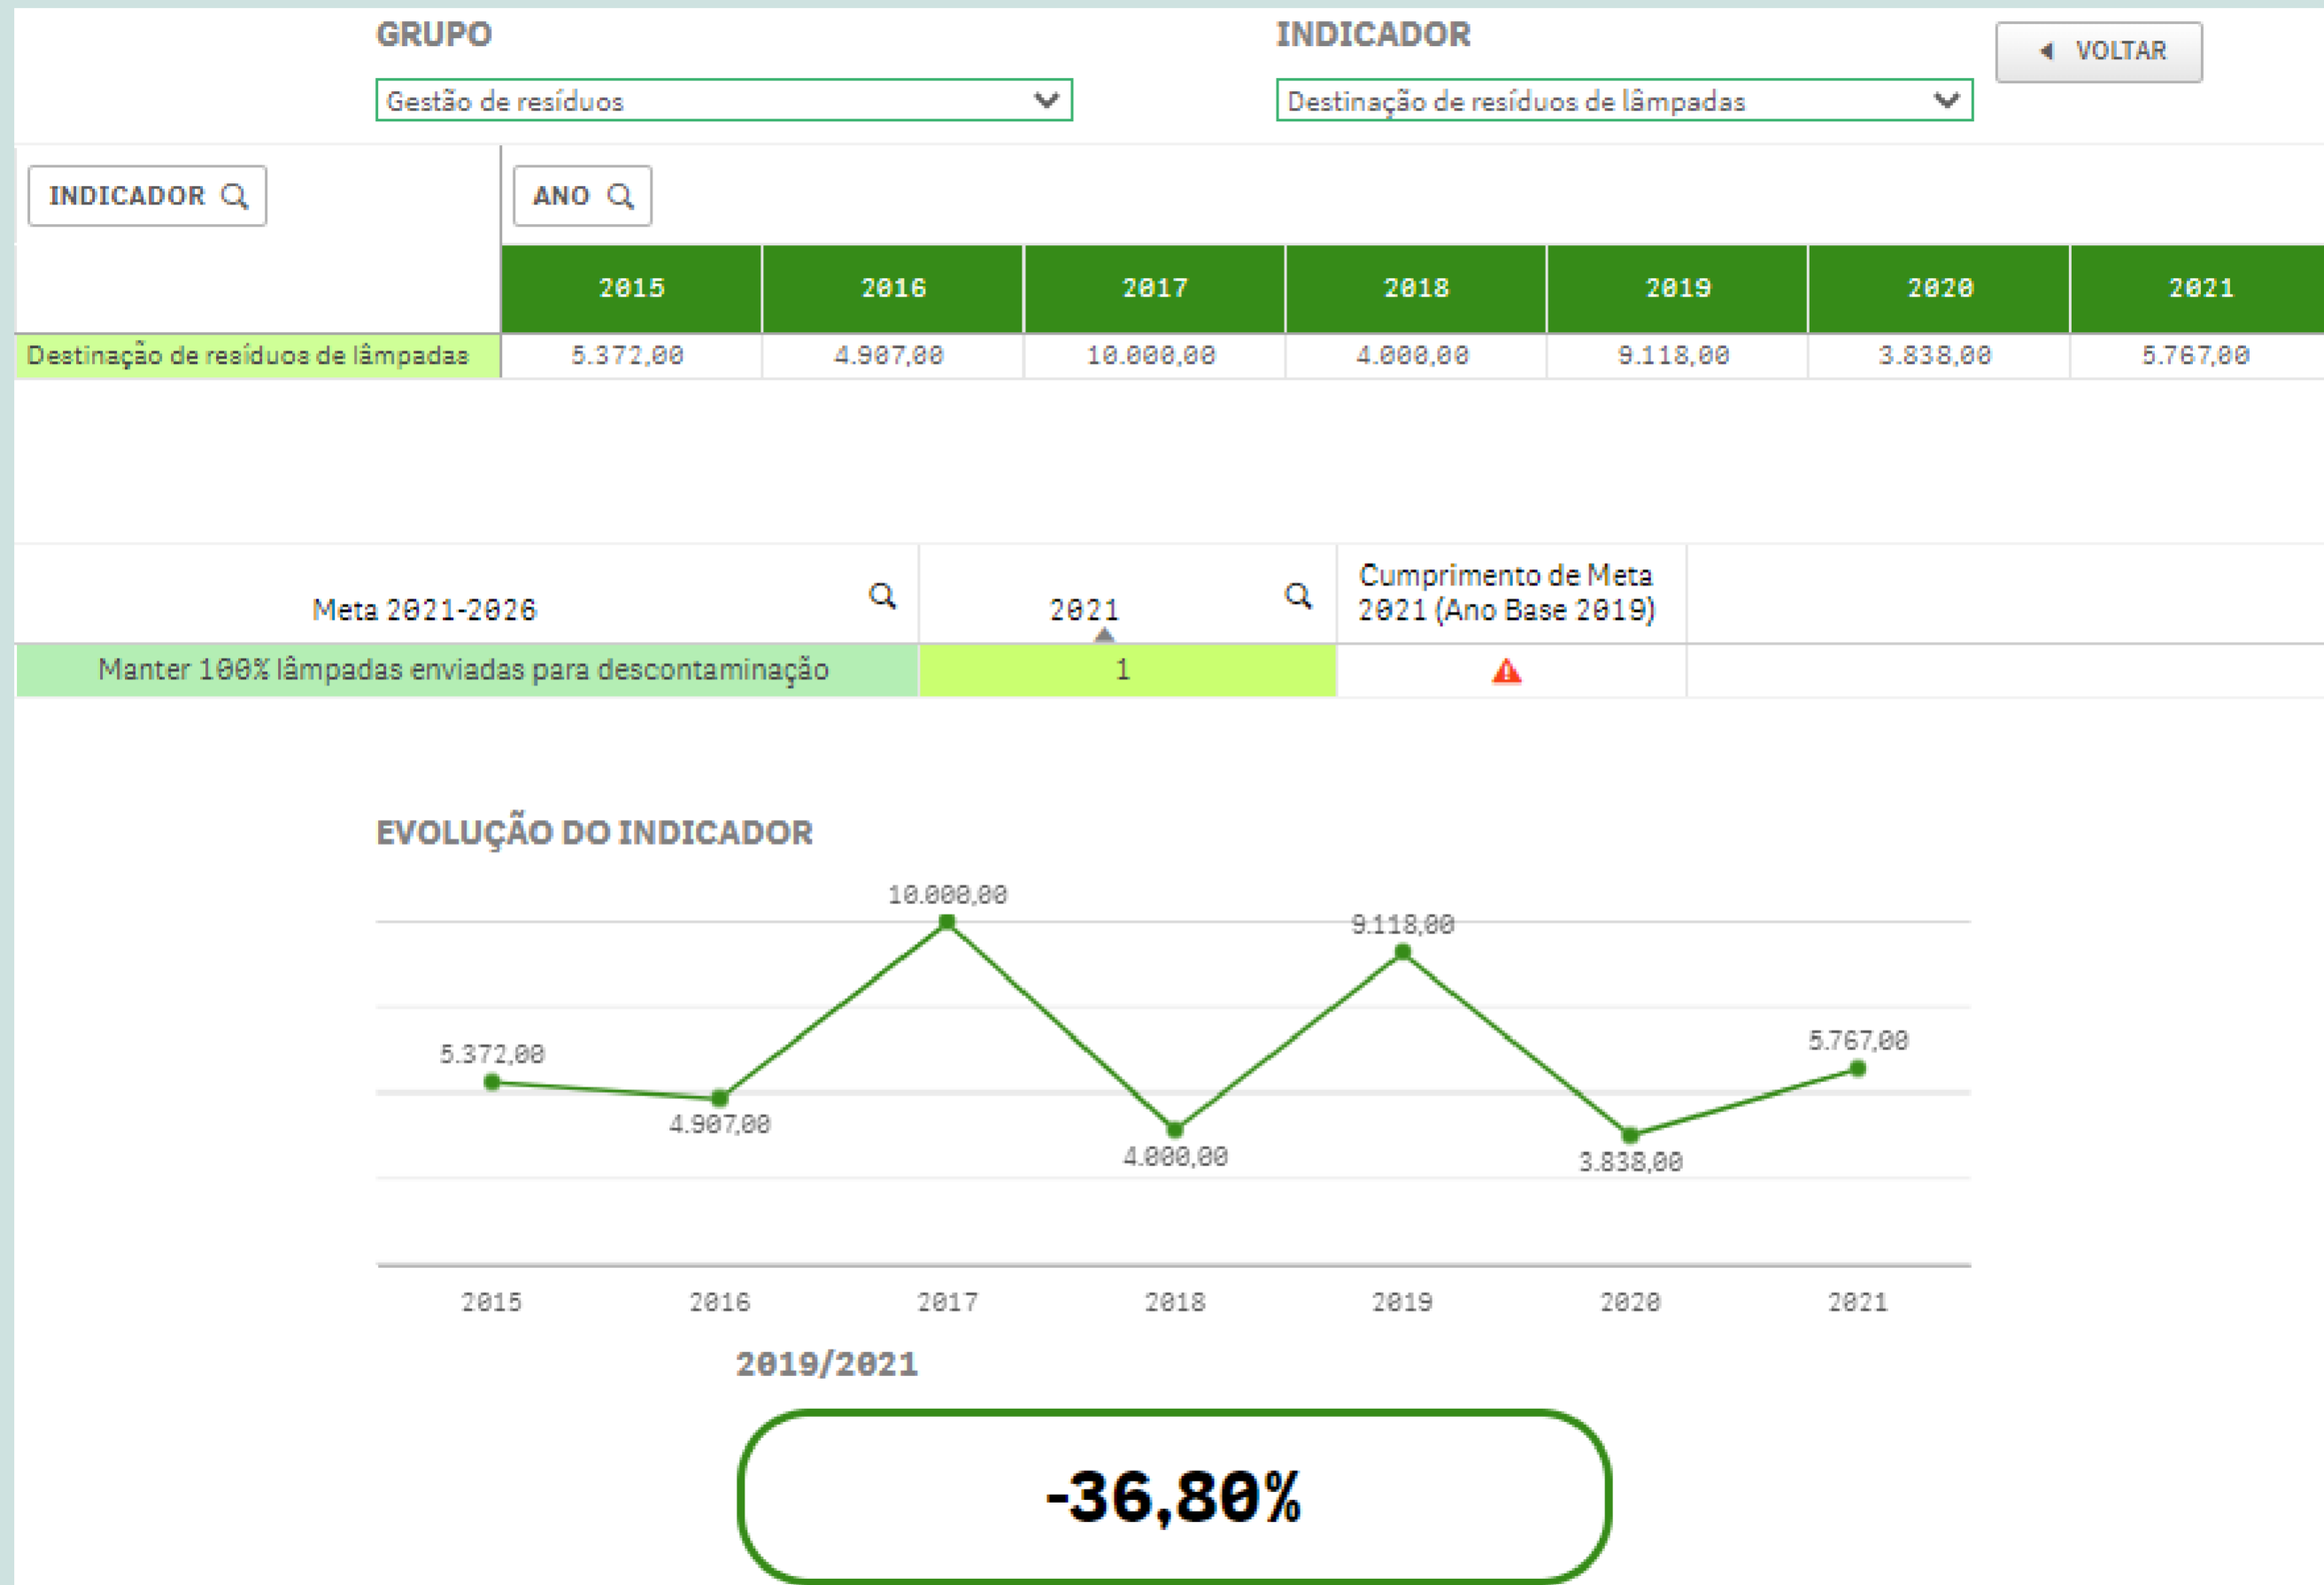 GRUPO
INDICADOR
VOLTAR
Gestão de resíduos
Destinação de resíduos de lâmpadas
INDICADOR
ANO
2015 2016 2017 2018 2019 2020 2021
Destinação de resíduos de lâmpadas 5.372,00 4.907,00 10.000,00 4.000,00 9.118,00 3.838,00 5.767,00
Meta 2021-2026
2021
Cumprimento de Meta
2021 (Ano Base 2019)
Manter 100% lâmpadas enviadas para descontaminação 1
EVOLUÇÃO DO INDICADOR
10.000,00
9.118,00
5.767,00
5.372,00
4.907,00
4.000,00
3.838,00
2015 2016 2017 2018 2019 2020 2021
2019/2021
-36,80%